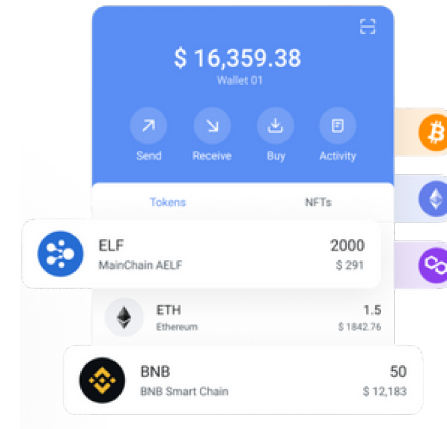 $ 16,359.38
Wallet 01
Send Receive Buy Activity
Tokens NFTs
ELF 2000
MainChain AELF $ 291
ETH 1.5
Ethereum $ 1842.76
BNB 50
BNB Smart Chain $ 12,183